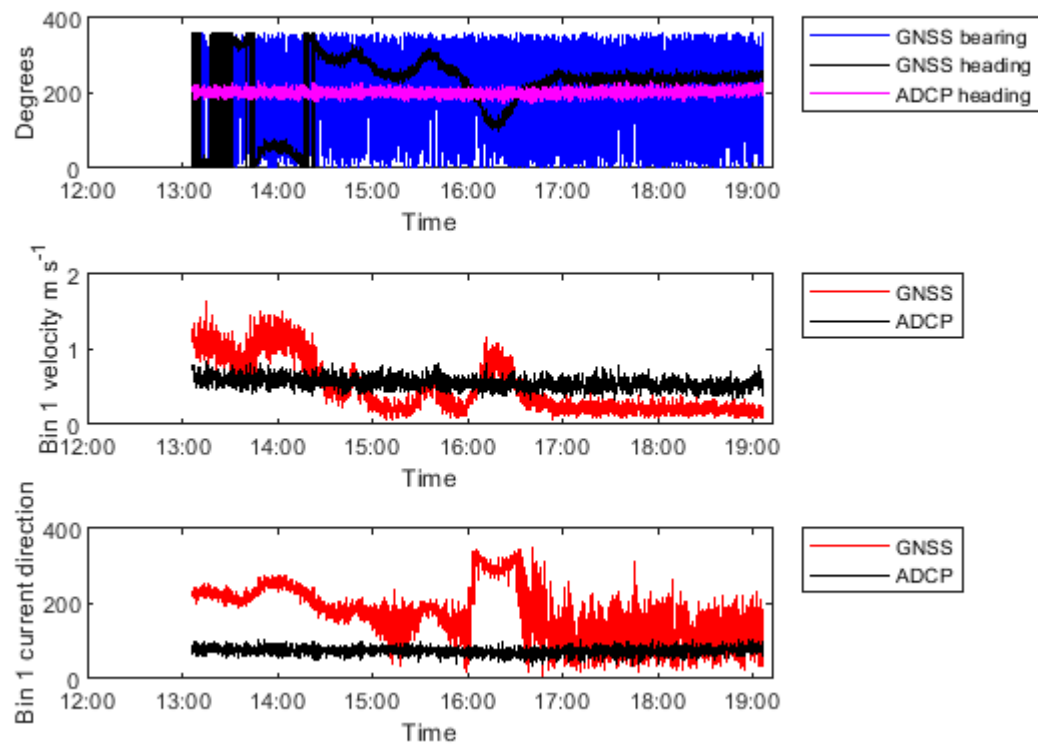 400
200
0
Degrees
12:00 13:00 14:00 15:00 16:00 17:00 18:00 19:00
Time
GNSS bearing
GNSS heading
ADCP heading
2
1
0
Bin 1 velocity m s⁻¹
12:00 13:00 14:00 15:00 16:00 17:00 18:00 19:00
Time
GNSS
ADCP
400
200
0
Bin 1 current direction
12:00 13:00 14:00 15:00 16:00 17:00 18:00 19:00
Time
GNSS
ADCP